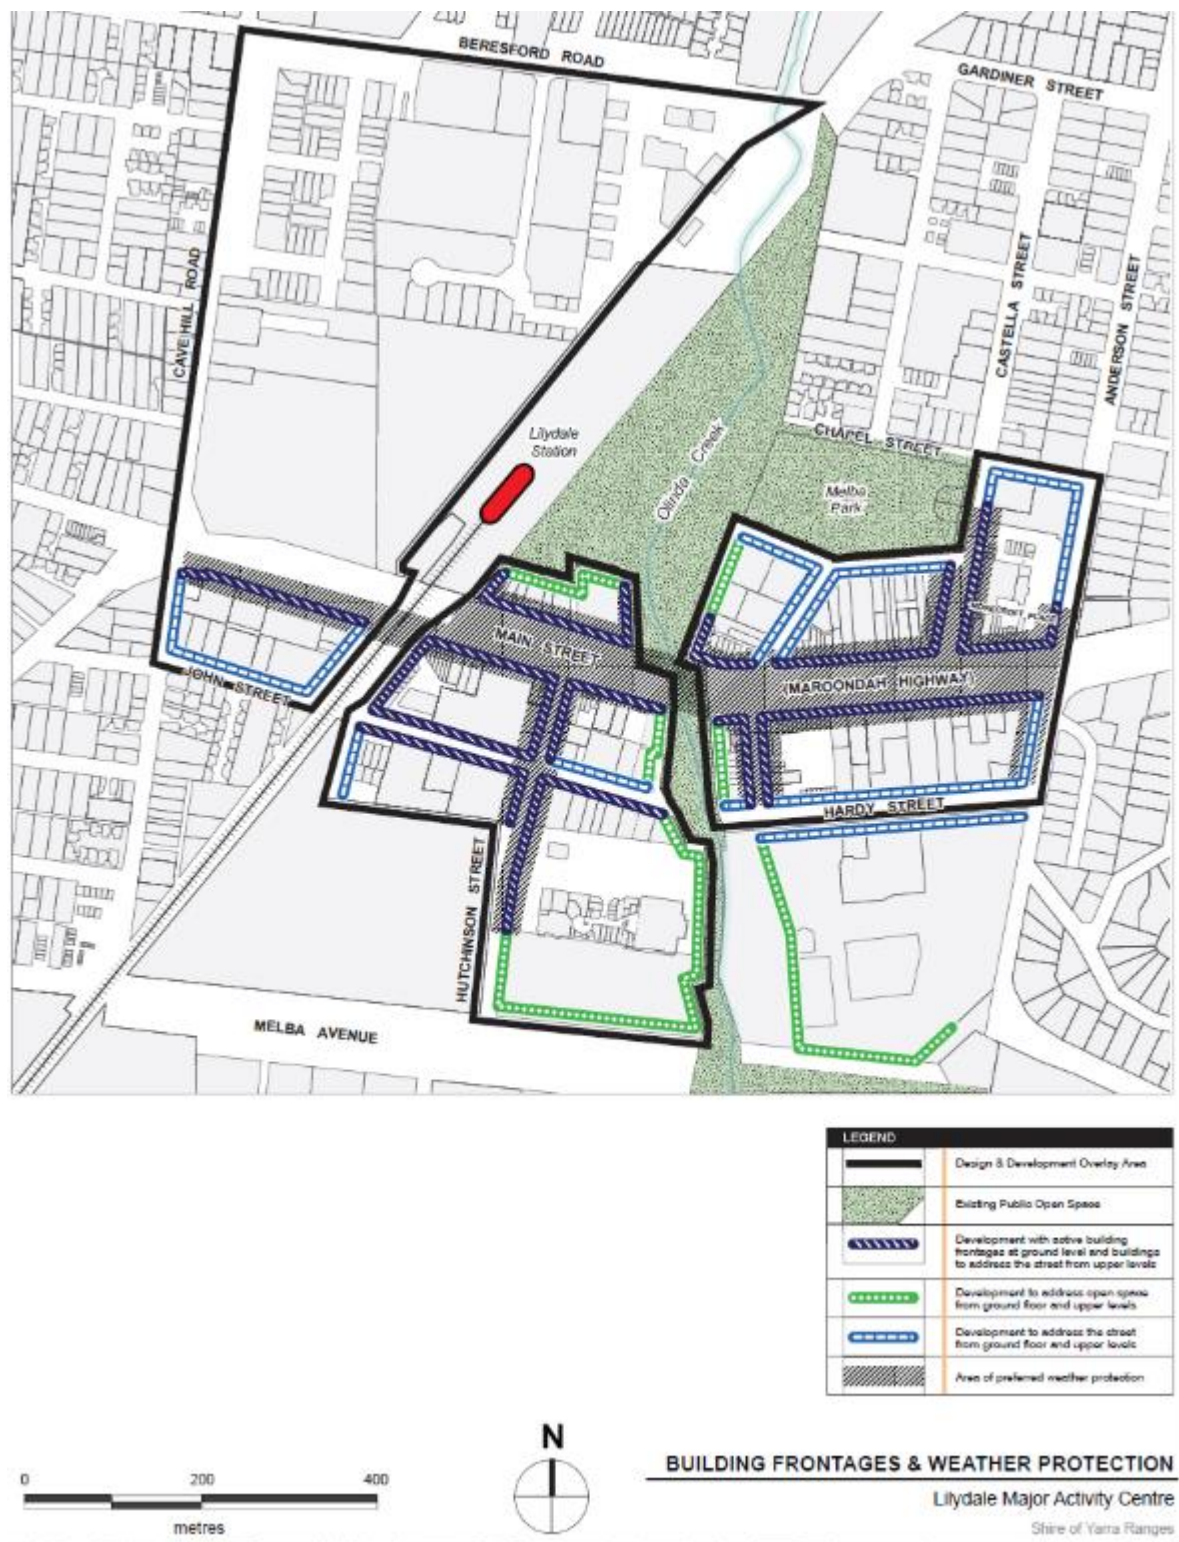 BERESFORD ROAD
GARDINER STREET
CAVEHILL ROAD
CASTELLA STREET
ANDERSON STREET
Lilydale
Station
Olinda Creek
CHAPEL STREET
Melba
Park
MAIN STREET
(MAROONDAH HIGHWAY)
JOHN STREET
HARDY STREET
HUTCHINSON STREET
MELBA AVENUE
LEGEND
Design & Development Overlay Area
Existing Public Open Space
Development with active building
frontages at ground level and buildings
to address the street from upper levels
Development to address open space
from ground floor and upper levels
Development to address the street
from ground floor and upper levels
Area of preferred weather protection
N
0 200 400
metres
BUILDING FRONTAGES & WEATHER PROTECTION
Lilydale Major Activity Centre
Shire of Yarra Ranges